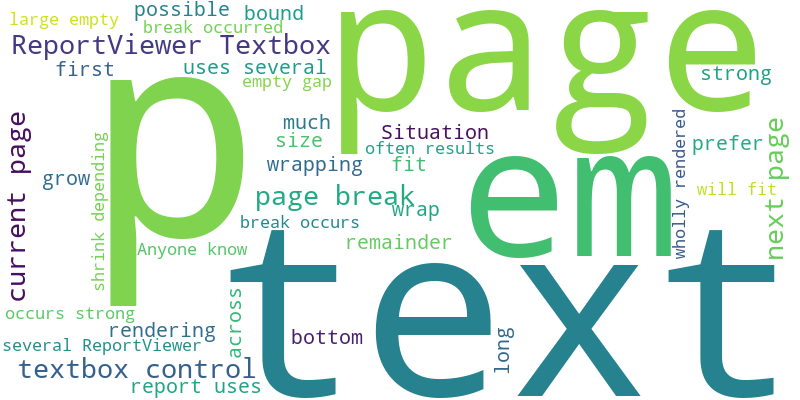 large empty
possible
bound
break occurred
ReportViewer Textbox
page
first
uses several
empty gap
strong
p
current page
much
size
Situation
often results
wholly rendered
prefer
next page
shrink depending
grow
wrapping
fit
em
will fit
page break
wrap
break occurs
Anyone know
remainder
text
occurs strong
across
rendering
several ReportViewer
bottom
long
textbox control
report uses